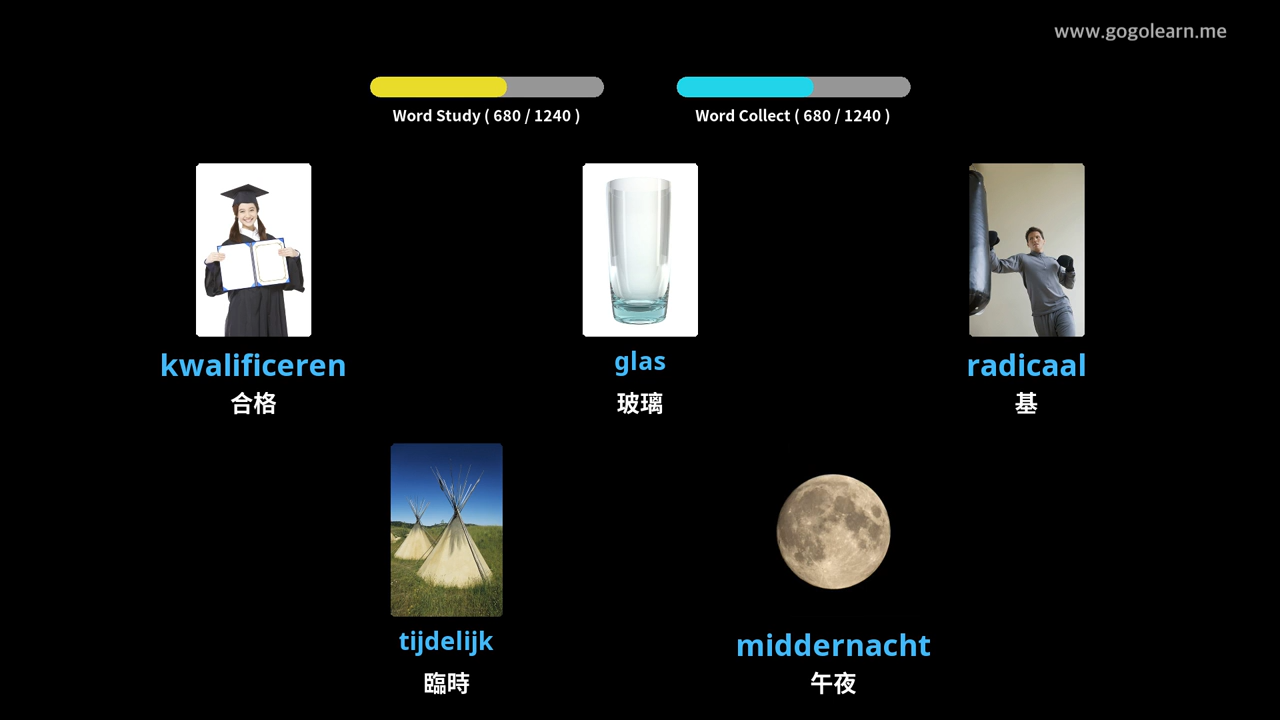 www.gogolearn.me
Word Study ( 680 / 1240 )
Word Collect ( 680 / 1240 )
kwalificeren
合格
glas
玻璃
radicaal
基
tijdelijk
臨時
middernacht
午夜